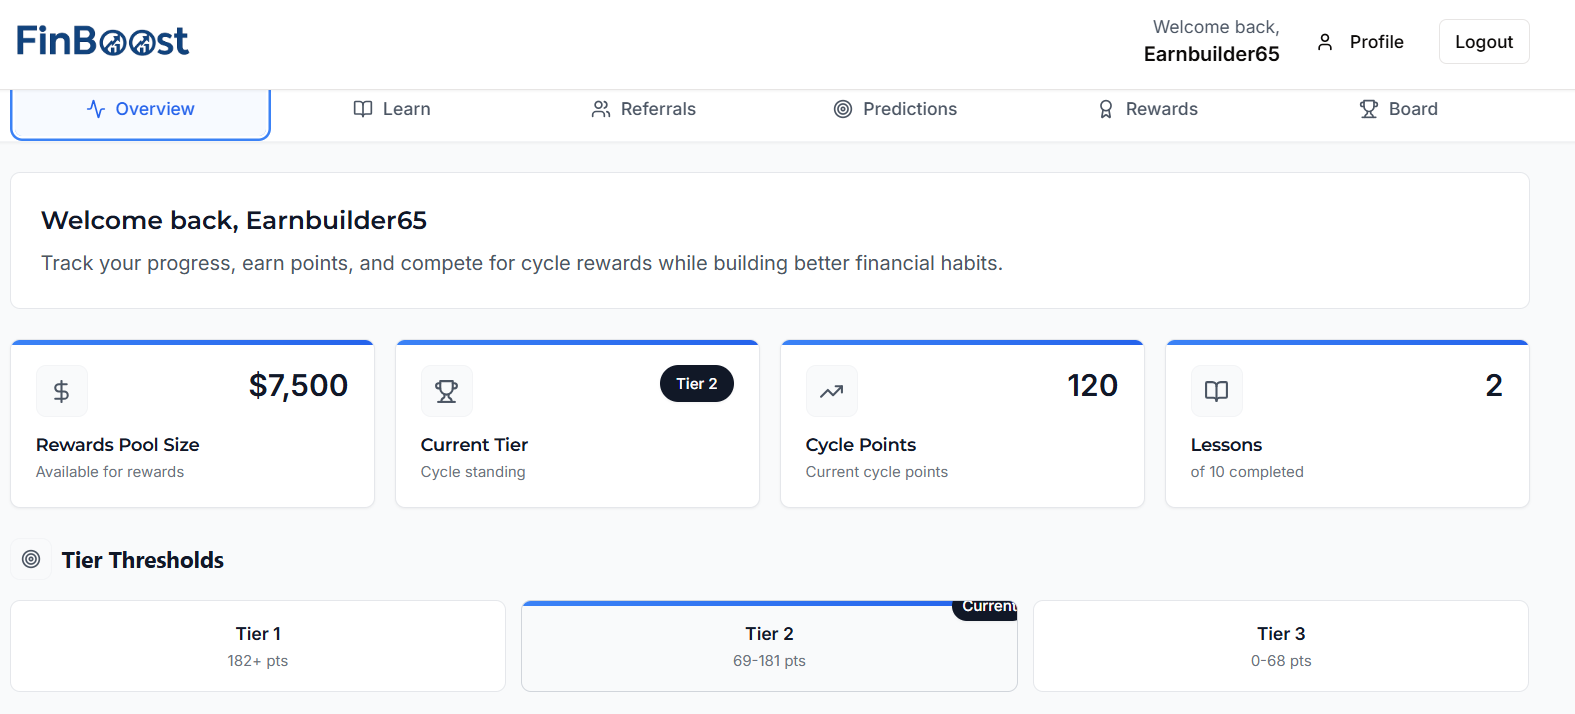 FinBoost
Welcome back,
Earnbuilder65
Profile
Logout
Overview
Learn
Referrals
Predictions
Rewards
Board
Welcome back, Earnbuilder65
Track your progress, earn points, and compete for cycle rewards while building better financial habits.
$7,500
Rewards Pool Size
Available for rewards
Tier 2
Current Tier
Cycle standing
120
Cycle Points
Current cycle points
2
Lessons
of 10 completed
Tier Thresholds
Tier 1
182+ pts
Current
Tier 2
69-181 pts
Tier 3
0-68 pts